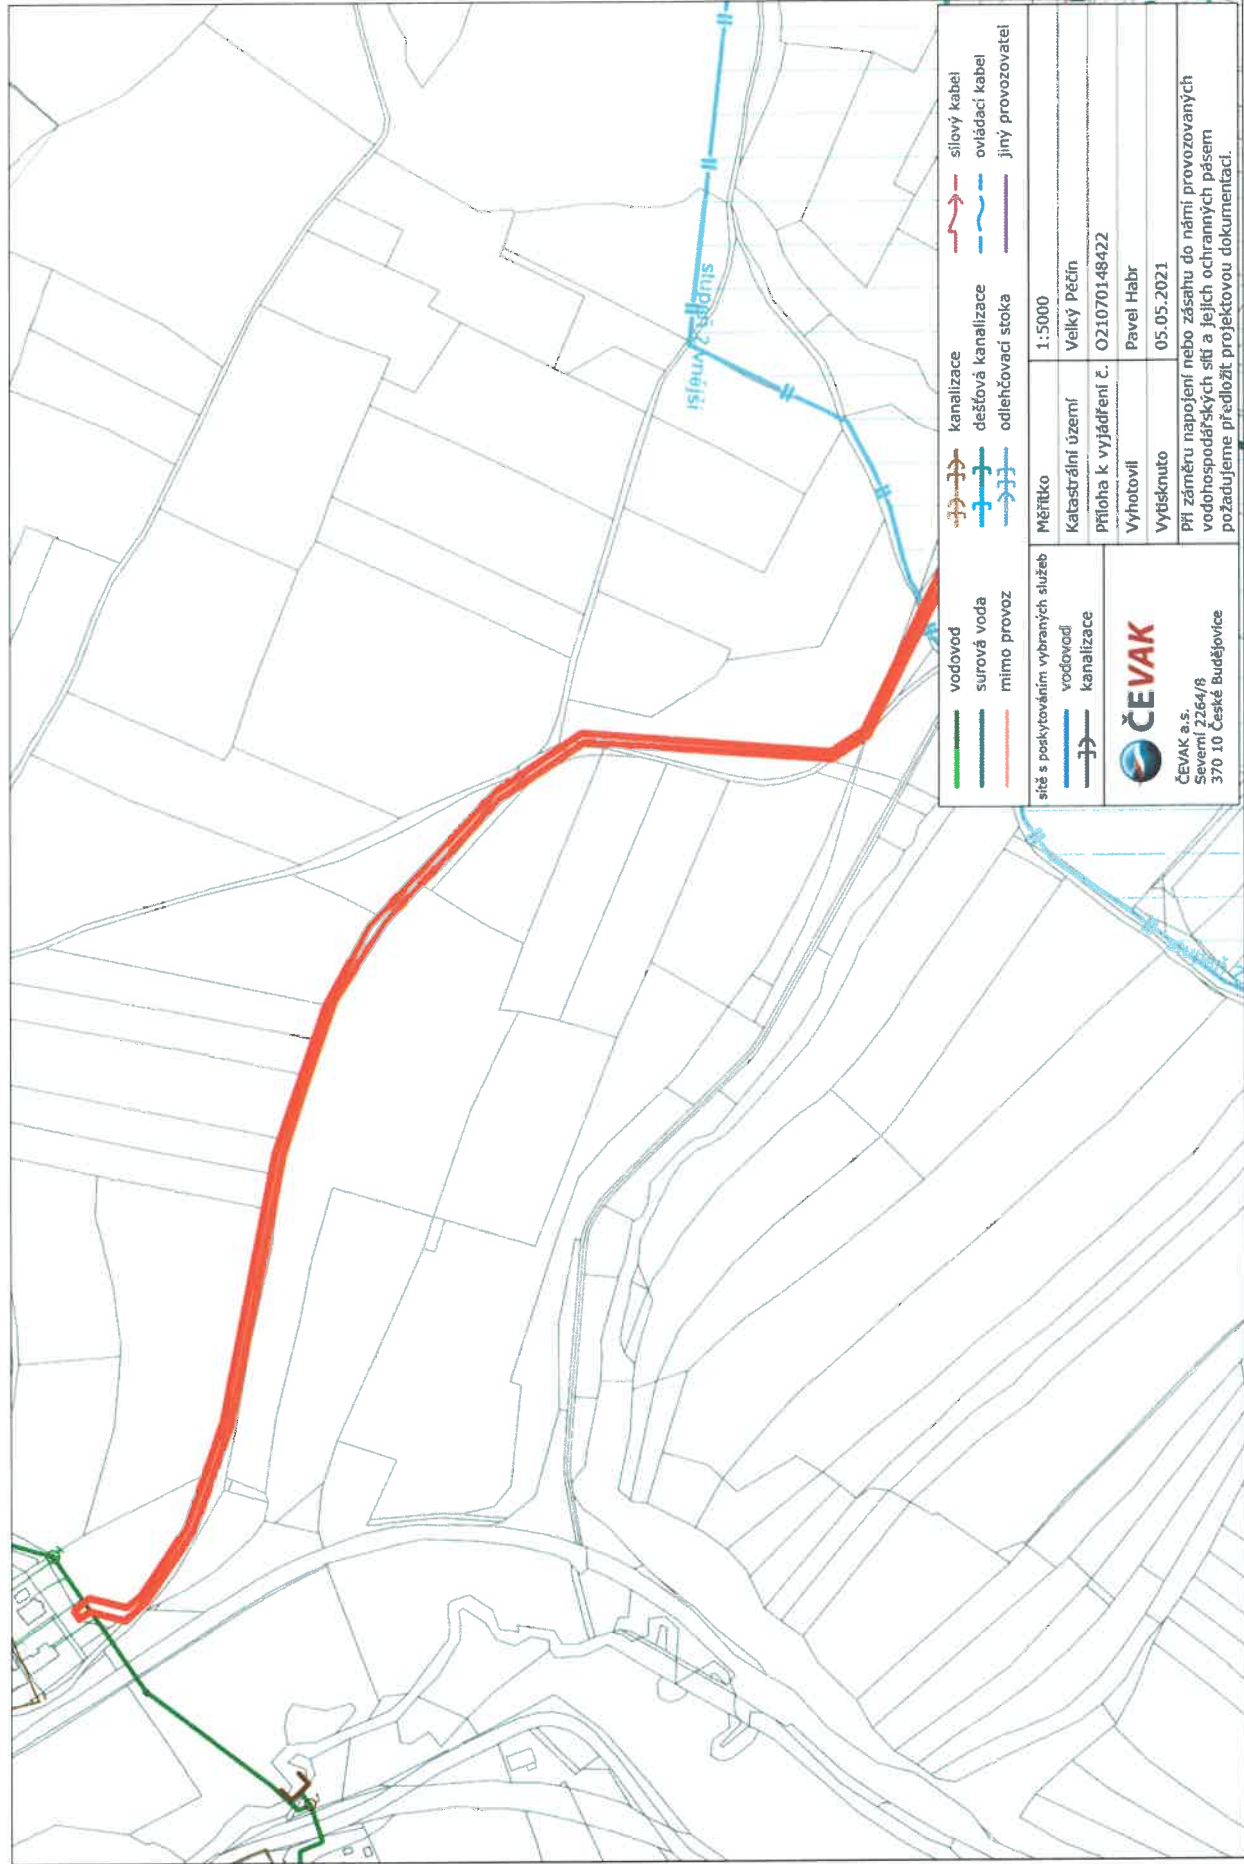 stupeň 2 vnější
vodovod
surová voda
mimo provoz
kanalizace
dešťová kanalizace
odlehčovací stoka
silový kabel
ovládací kabel
jiný provozovatel
sítě s poskytováním vybraných služeb
vodovod
kanalizace
ČEVAK
ČEVAK a.s.
Severní 2264/8
370 10 České Budějovice
Měřítko 1:5000
Katastrální území Velký Pěčín
Příloha k vyjádření č. O21070148422
Vyhotovil Pavel Habr
Vytisknuto 05.05.2021
Při záměru napojení nebo zásahu do námi provozovaných
vodohospodářských sítí a jejich ochranných pásem
požadujeme předložit projektovou dokumentaci.